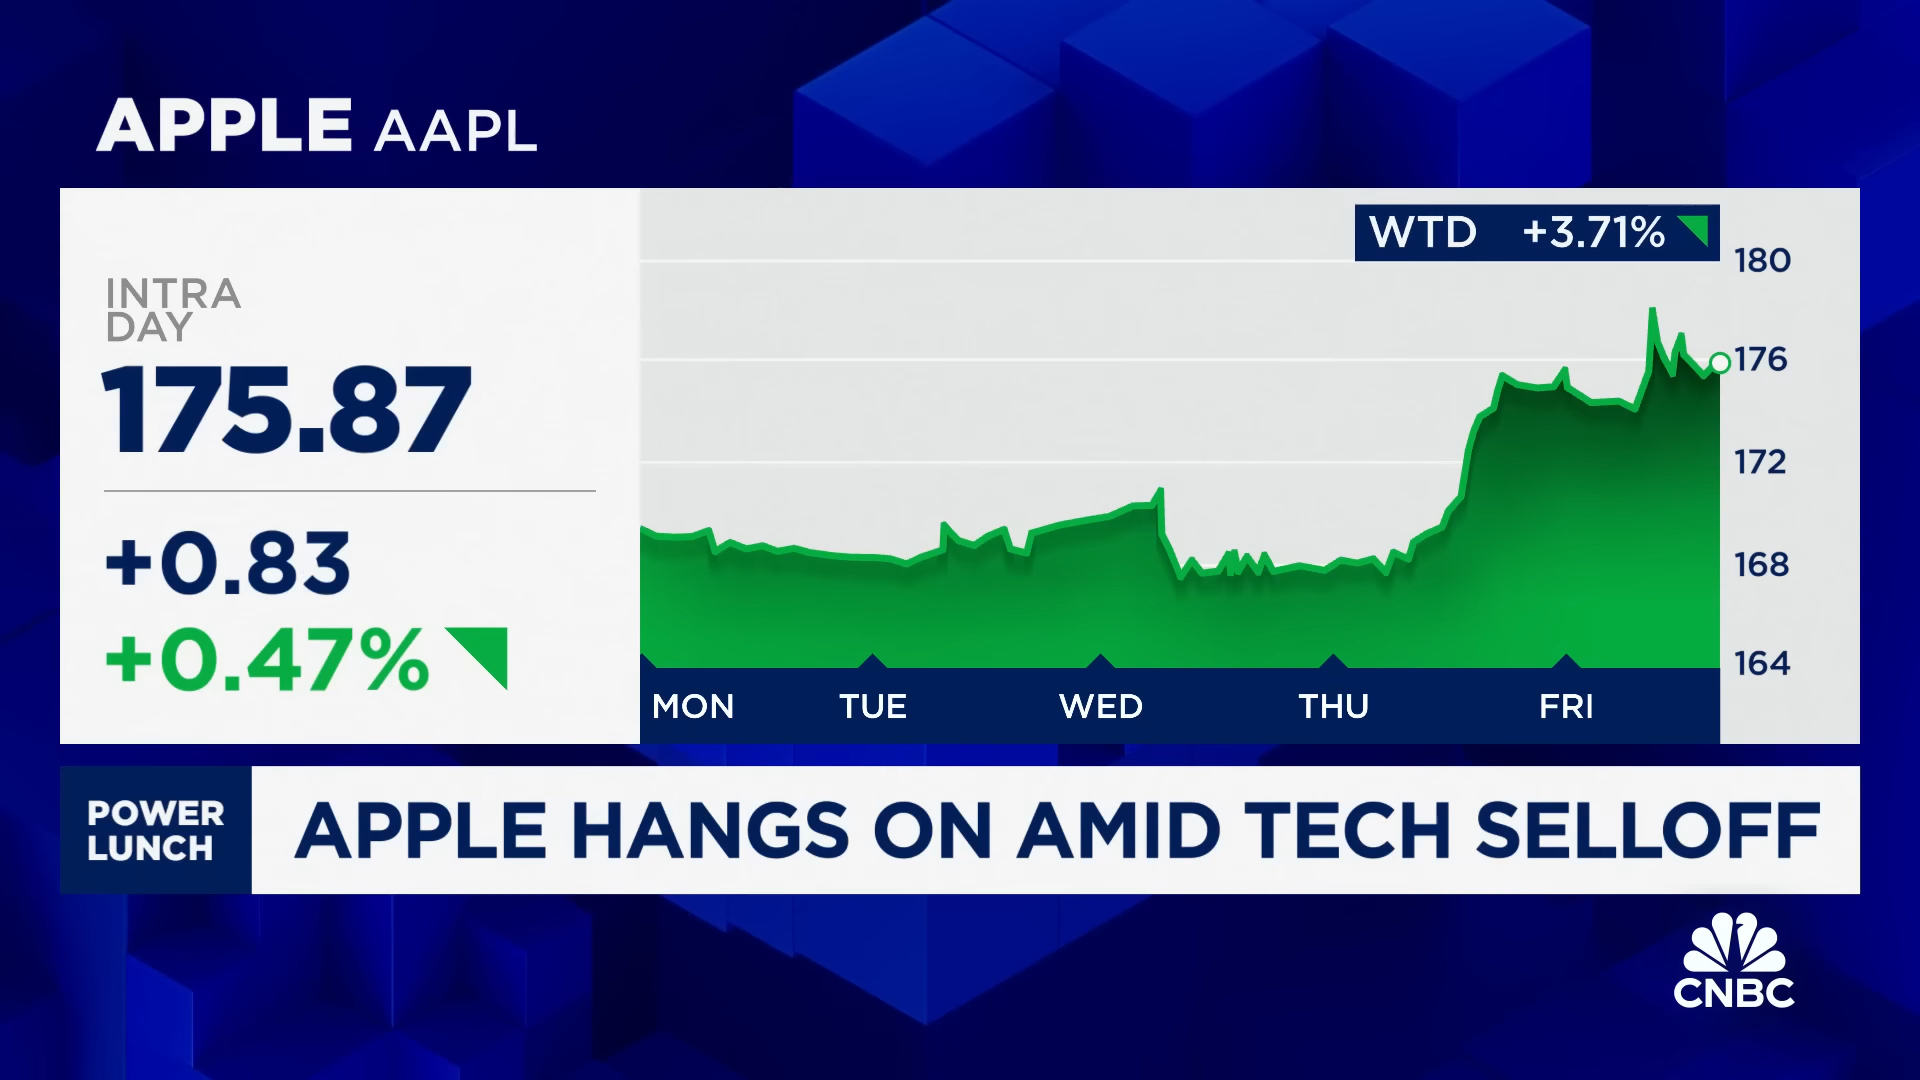 APPLE AAPL
INTRA
DAY
175.87
+0.83
+0.47%
WTD +3.71%
180
176
172
168
164
MON TUE WED THU FRI
POWER
LUNCH
APPLE HANGS ON AMID TECH SELLOFF
CNBC